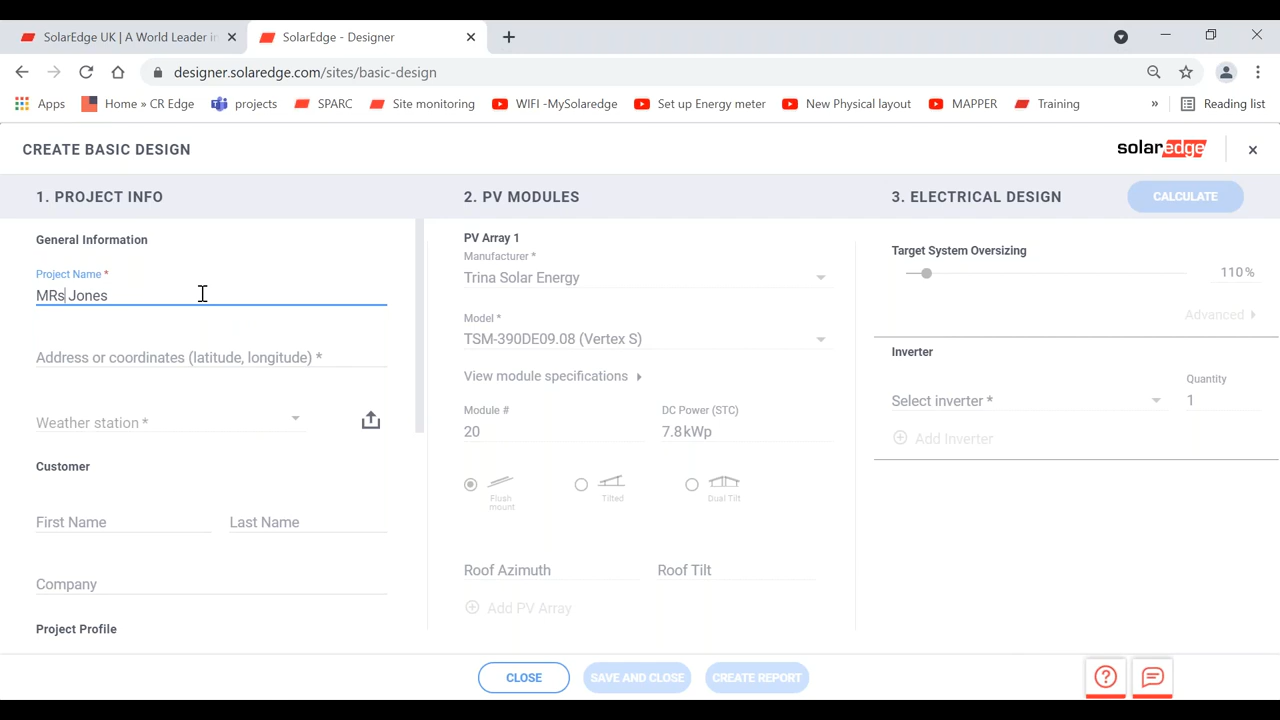 SolarEdge UK | A World Leader in
SolarEdge - Designer
designer.solaredge.com/sites/basic-design
Apps
Home » CR Edge
projects
SPARC
Site monitoring
WIFI -MySolaredge
Set up Energy meter
New Physical layout
MAPPER
Training
»
Reading list
CREATE BASIC DESIGN
solaredge
1. PROJECT INFO
2. PV MODULES
3. ELECTRICAL DESIGN
CALCULATE
General Information
Project Name *
MRs Jones
Address or coordinates (latitude, longitude) *
Weather station *
Customer
First Name
Last Name
Company
Project Profile
PV Array 1
Manufacturer *
Trina Solar Energy
Model *
TSM-390DE09.08 (Vertex S)
View module specifications
Module #
DC Power (STC)
20
7.8 kWp
Flush
mount
Tilted
Dual Tilt
Roof Azimuth
Roof Tilt
Add PV Array
Target System Oversizing
110 %
Advanced
Inverter
Quantity
Select inverter *
1
Add Inverter
CLOSE
SAVE AND CLOSE
CREATE REPORT